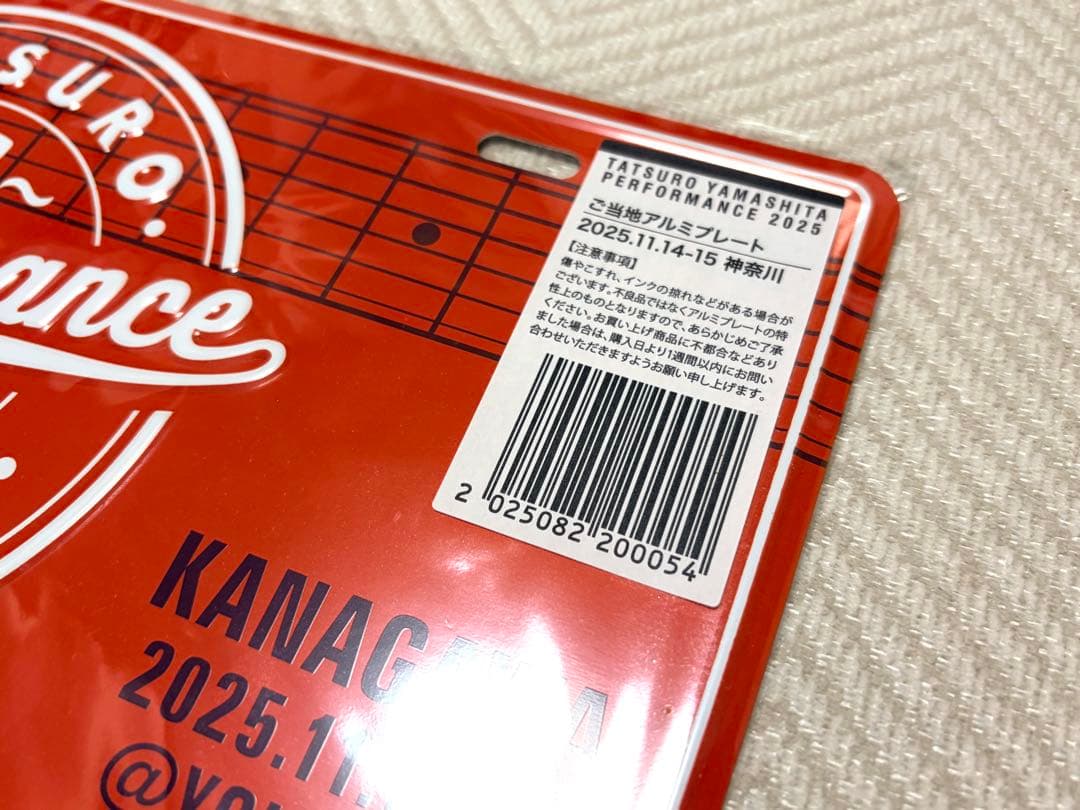 TATSURO YAMASHITA
PERFORMANCE 2025
ご当地アルミプレート
2025.11.14-15 神奈川
【注意事項】
傷やこすれ、インクの掠れなどがある場合が
ございます。不良品ではなくアルミプレートの特
性上のものとなりますので、あらかじめご了承
ください。お買い上げ商品に不都合などあり
ました場合は、購入日より1週間以内にお問い
合わせいただきますようお願い申し上げます。
2 025082 200054
SURO.
ance
KANAGAWA
2025.11.
@YO